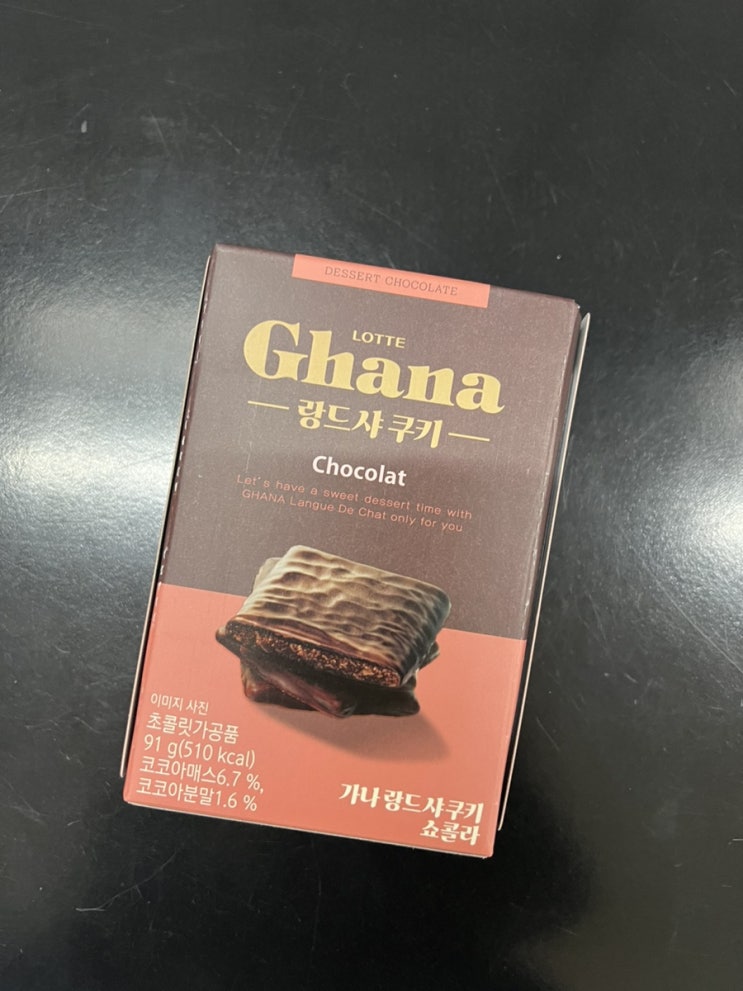 DESSERT CHOCOLATE
LOTTE
Ghana
랑드샤 쿠키
Chocolat
Let's have a sweet dessert time with
GHANA Langue De Chat only for you
이미지 사진
초콜릿가공품
91 g(510 kcal)
코코아매스6.7 %,
코코아분말1.6 %
가나 랑드샤 쿠키
쇼콜라